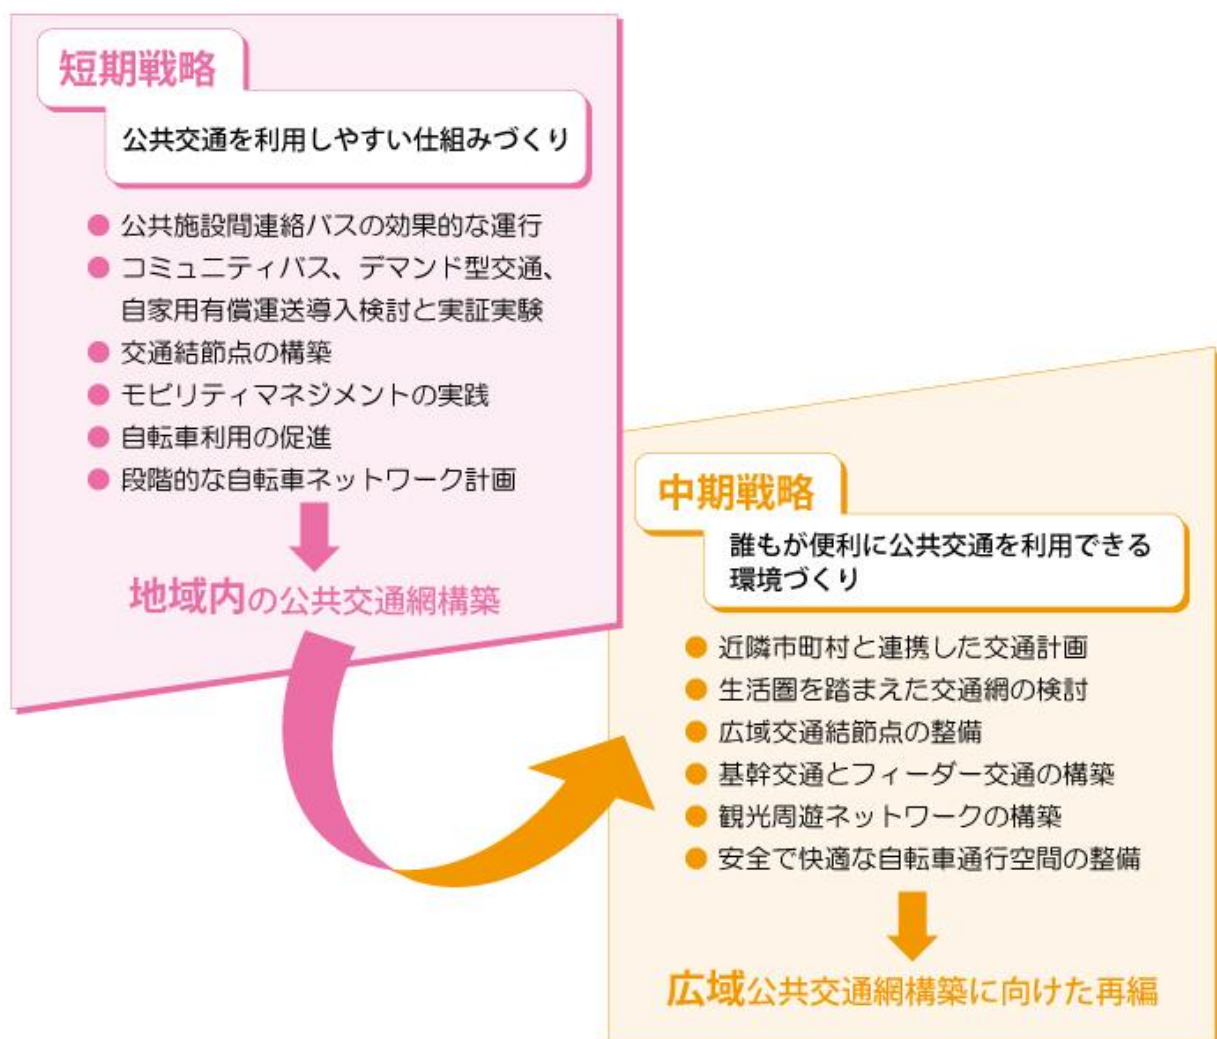 短期戦略
公共交通を利用しやすい仕組みづくり
● 公共施設間連絡バスの効果的な運行
● コミュニティバス、デマンド型交通、
自家用有償運送導入検討と実証実験
● 交通結節点の構築
● モビリティマネジメントの実践
● 自転車利用の促進
● 段階的な自転車ネットワーク計画
地域内の公共交通網構築
中期戦略
誰もが便利に公共交通を利用できる
環境づくり
● 近隣市町村と連携した交通計画
● 生活圏を踏まえた交通網の検討
● 広域交通結節点の整備
● 基幹交通とフィーダー交通の構築
● 観光周遊ネットワークの構築
● 安全で快適な自転車通行空間の整備
広域公共交通網構築に向けた再編